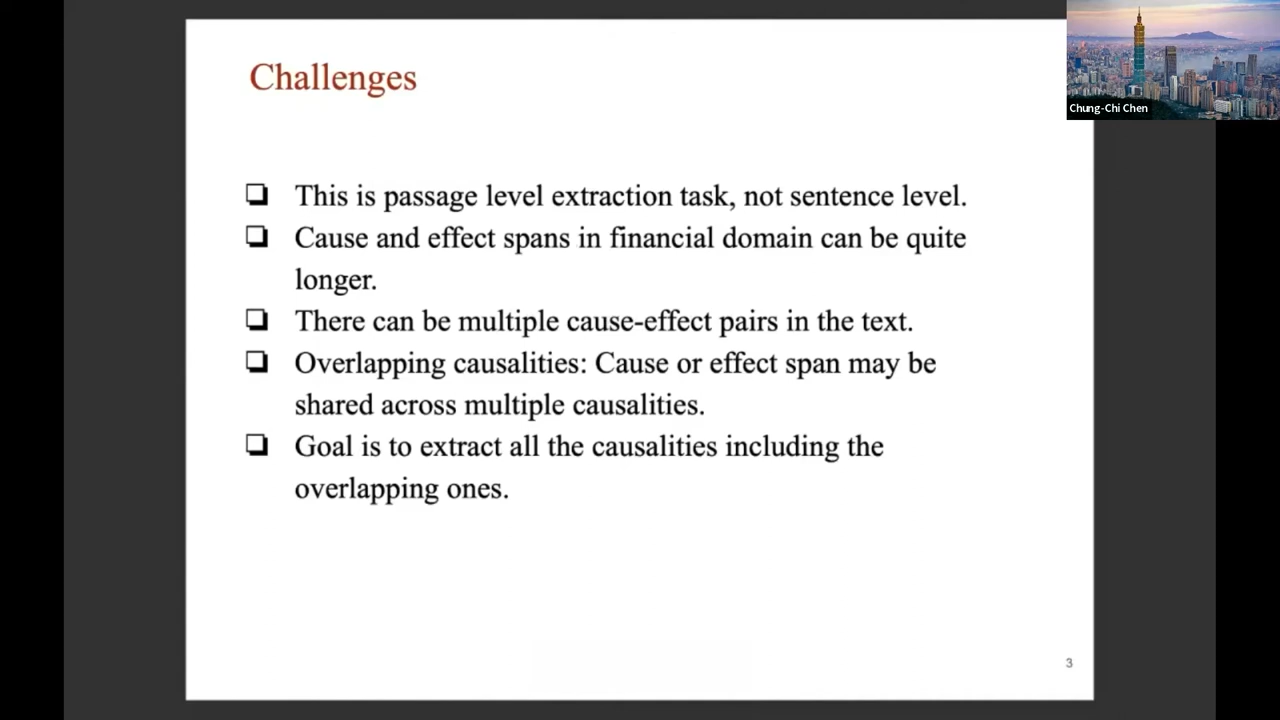 Challenges
Chung-Chi Chen
❏ This is passage level extraction task, not sentence level.
❏ Cause and effect spans in financial domain can be quite
longer.
❏ There can be multiple cause-effect pairs in the text.
❏ Overlapping causalities: Cause or effect span may be
shared across multiple causalities.
❏ Goal is to extract all the causalities including the
overlapping ones.
3